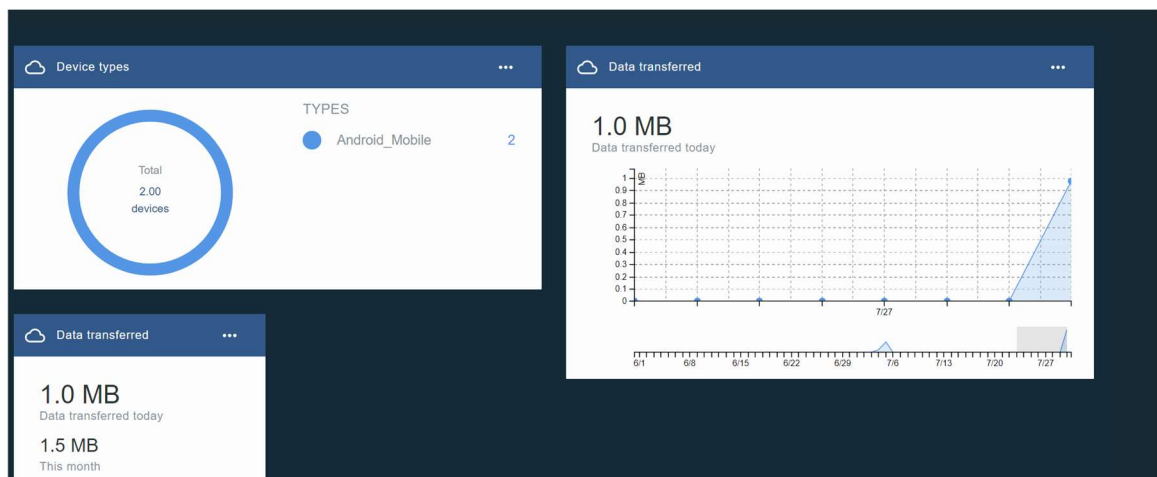 Device types
...
TYPES
Android_Mobile 2
Total
2.00
devices
Data transferred
...
1.0 MB
Data transferred today
MB
1
0.9
0.8
0.7
0.6
0.5
0.4
0.3
0.2
0.1
0
7/27
6/1 6/8 6/15 6/22 6/29 7/6 7/13 7/20 7/27
Data transferred
...
1.0 MB
Data transferred today
1.5 MB
This month